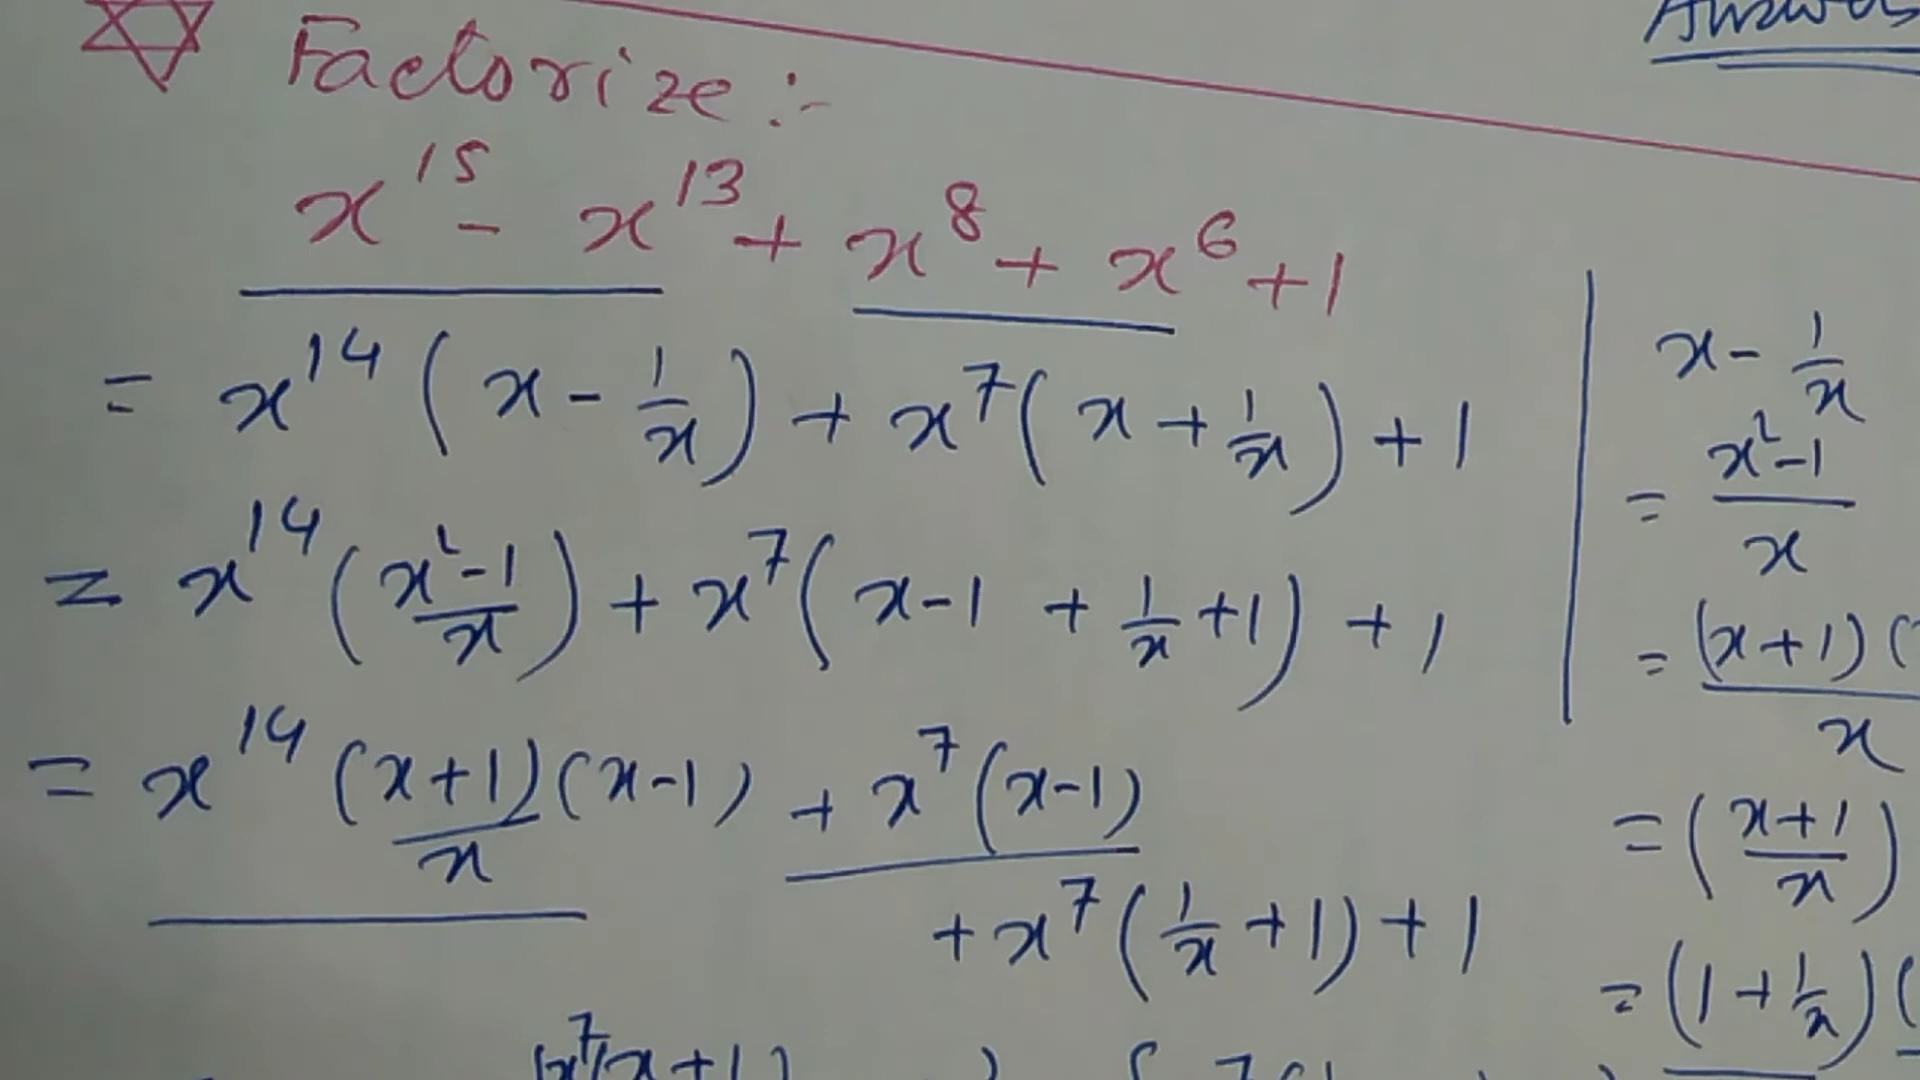 Factorize :-
x^15 - x^13 + x^8 + x^6 + 1
= x^14 (x - 1/x) + x^7 (x + 1/x) + 1
= x^14 ((x^2 - 1)/x) + x^7 (x - 1 + 1/x + 1) + 1
= x^14 (x+1)/x (x-1) + x^7 (x-1)
+ x^7 (1/x + 1) + 1
x - 1/x
= (x^2 - 1)/x
= (x+1)( / x
= ((x+1)/x)
= (1 + 1/x)(